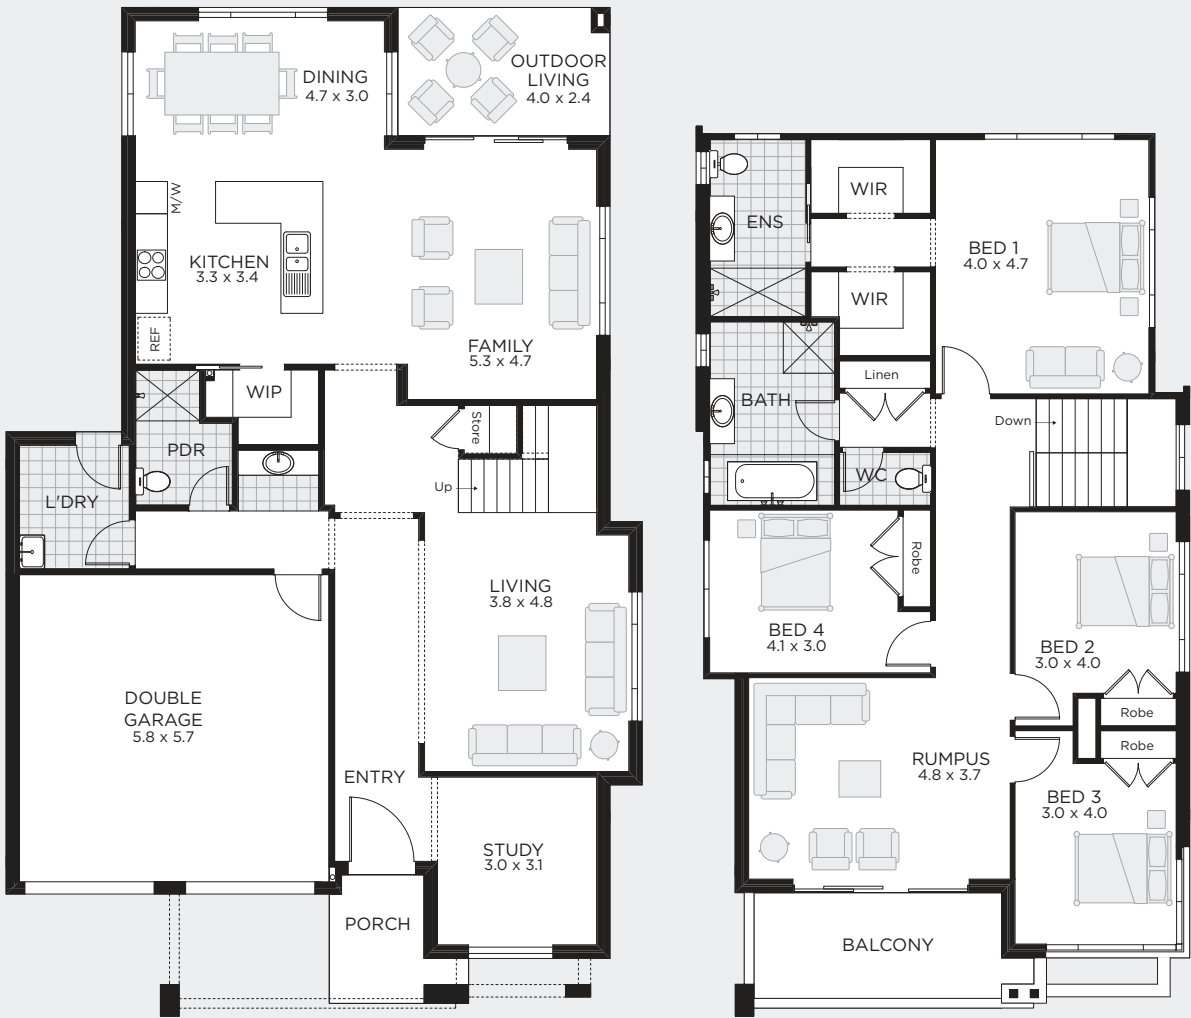 DINING
4.7 x 3.0
OUTDOOR
LIVING
4.0 x 2.4
M/W
KITCHEN
3.3 x 3.4
REF
FAMILY
5.3 x 4.7
WIP
PDR
Store
Up
L'DRY
LIVING
3.8 x 4.8
DOUBLE
GARAGE
5.8 x 5.7
ENTRY
STUDY
3.0 x 3.1
PORCH
ENS
WIR
WIR
BED 1
4.0 x 4.7
Linen
BATH
Down
WC
Robe
BED 4
4.1 x 3.0
BED 2
3.0 x 4.0
Robe
Robe
RUMPUS
4.8 x 3.7
BED 3
3.0 x 4.0
BALCONY